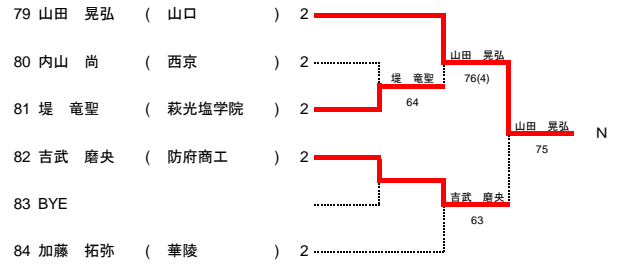 79 山田　晃弘 ( 山口 ) 2
80 内山　尚 ( 西京 ) 2
山田　晃弘
堤　竜聖
76(4)
81 堤　竜聖 ( 萩光塩学院 ) 2
64
山田　晃弘
N
75
82 吉武　磨央 ( 防府商工 ) 2
83 BYE
吉武　磨央
63
84 加藤　拓弥 ( 華陵 ) 2